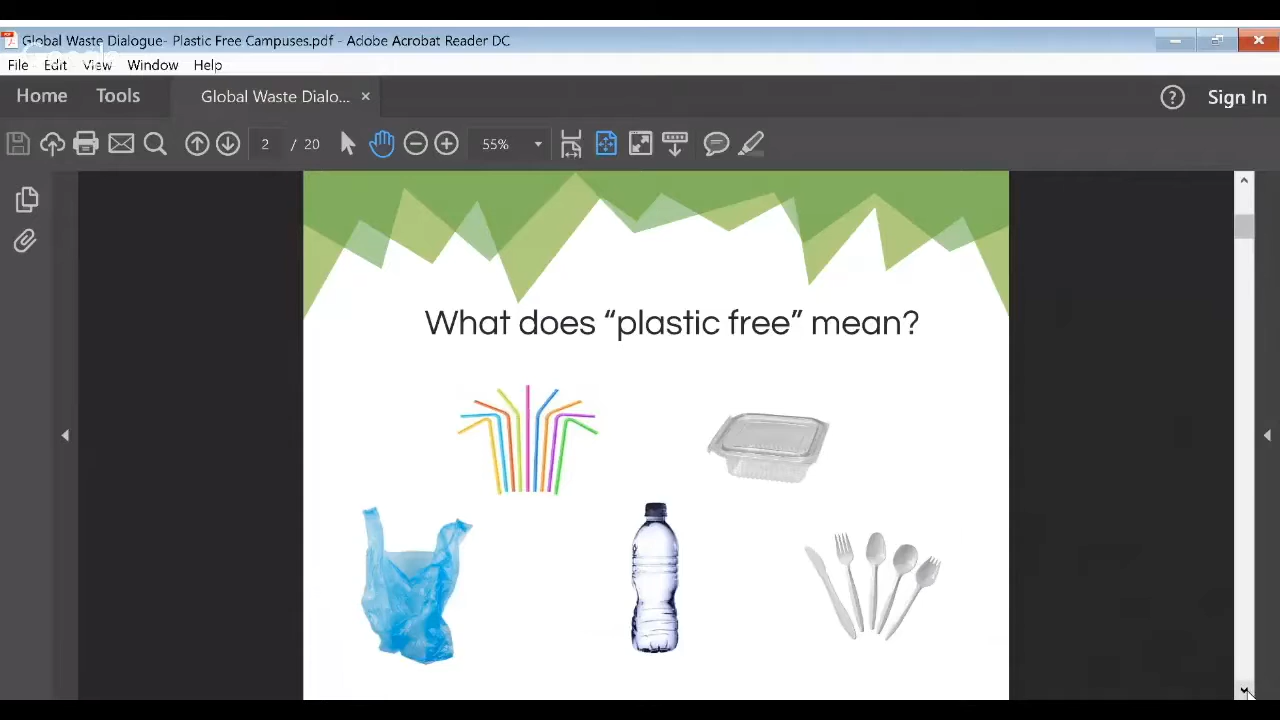 Global Waste Dialogue- Plastic Free Campuses.pdf - Adobe Acrobat Reader DC
Google
File Edit View Window Help
Home Tools Global Waste Dialo... × ? Sign In
2 / 20 55%
What does “plastic free” mean?